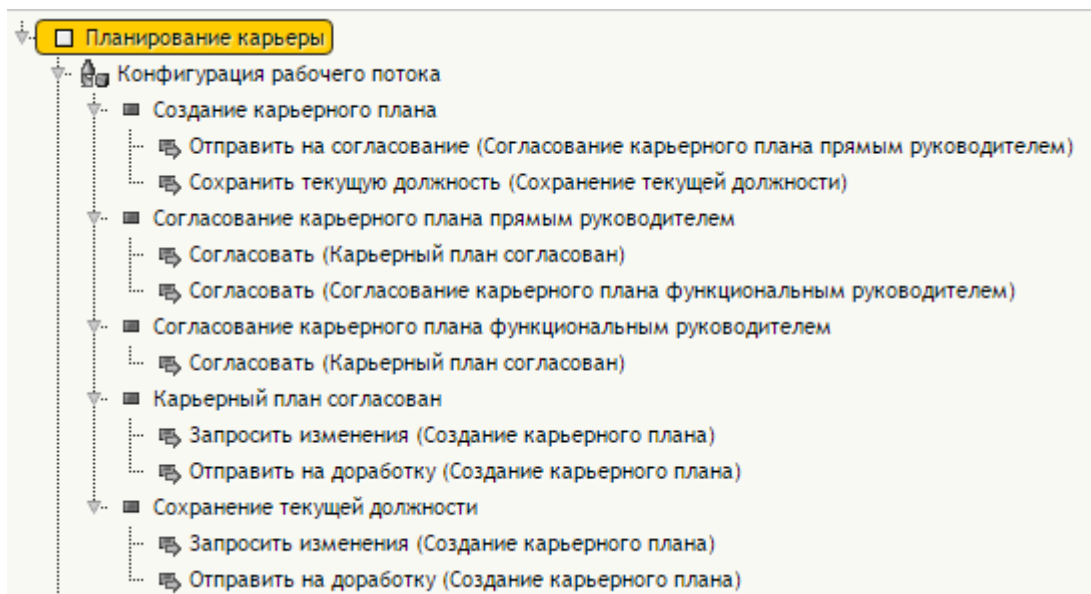 Планирование карьеры
Конфигурация рабочего потока
Создание карьерного плана
Отправить на согласование (Согласование карьерного плана прямым руководителем)
Сохранить текущую должность (Сохранение текущей должности)
Согласование карьерного плана прямым руководителем
Согласовать (Карьерный план согласован)
Согласовать (Согласование карьерного плана функциональным руководителем)
Согласование карьерного плана функциональным руководителем
Согласовать (Карьерный план согласован)
Карьерный план согласован
Запросить изменения (Создание карьерного плана)
Отправить на доработку (Создание карьерного плана)
Сохранение текущей должности
Запросить изменения (Создание карьерного плана)
Отправить на доработку (Создание карьерного плана)